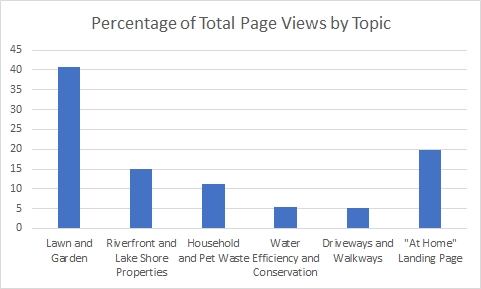 Percentage of Total Page Views by Topic
45
40
35
30
25
20
15
10
5
0
Lawn and
Garden
Riverfront and
Lake Shore
Properties
Household
and Pet Waste
Water
Efficiency and
Conservation
Driveways and
Walkways
"At Home"
Landing Page